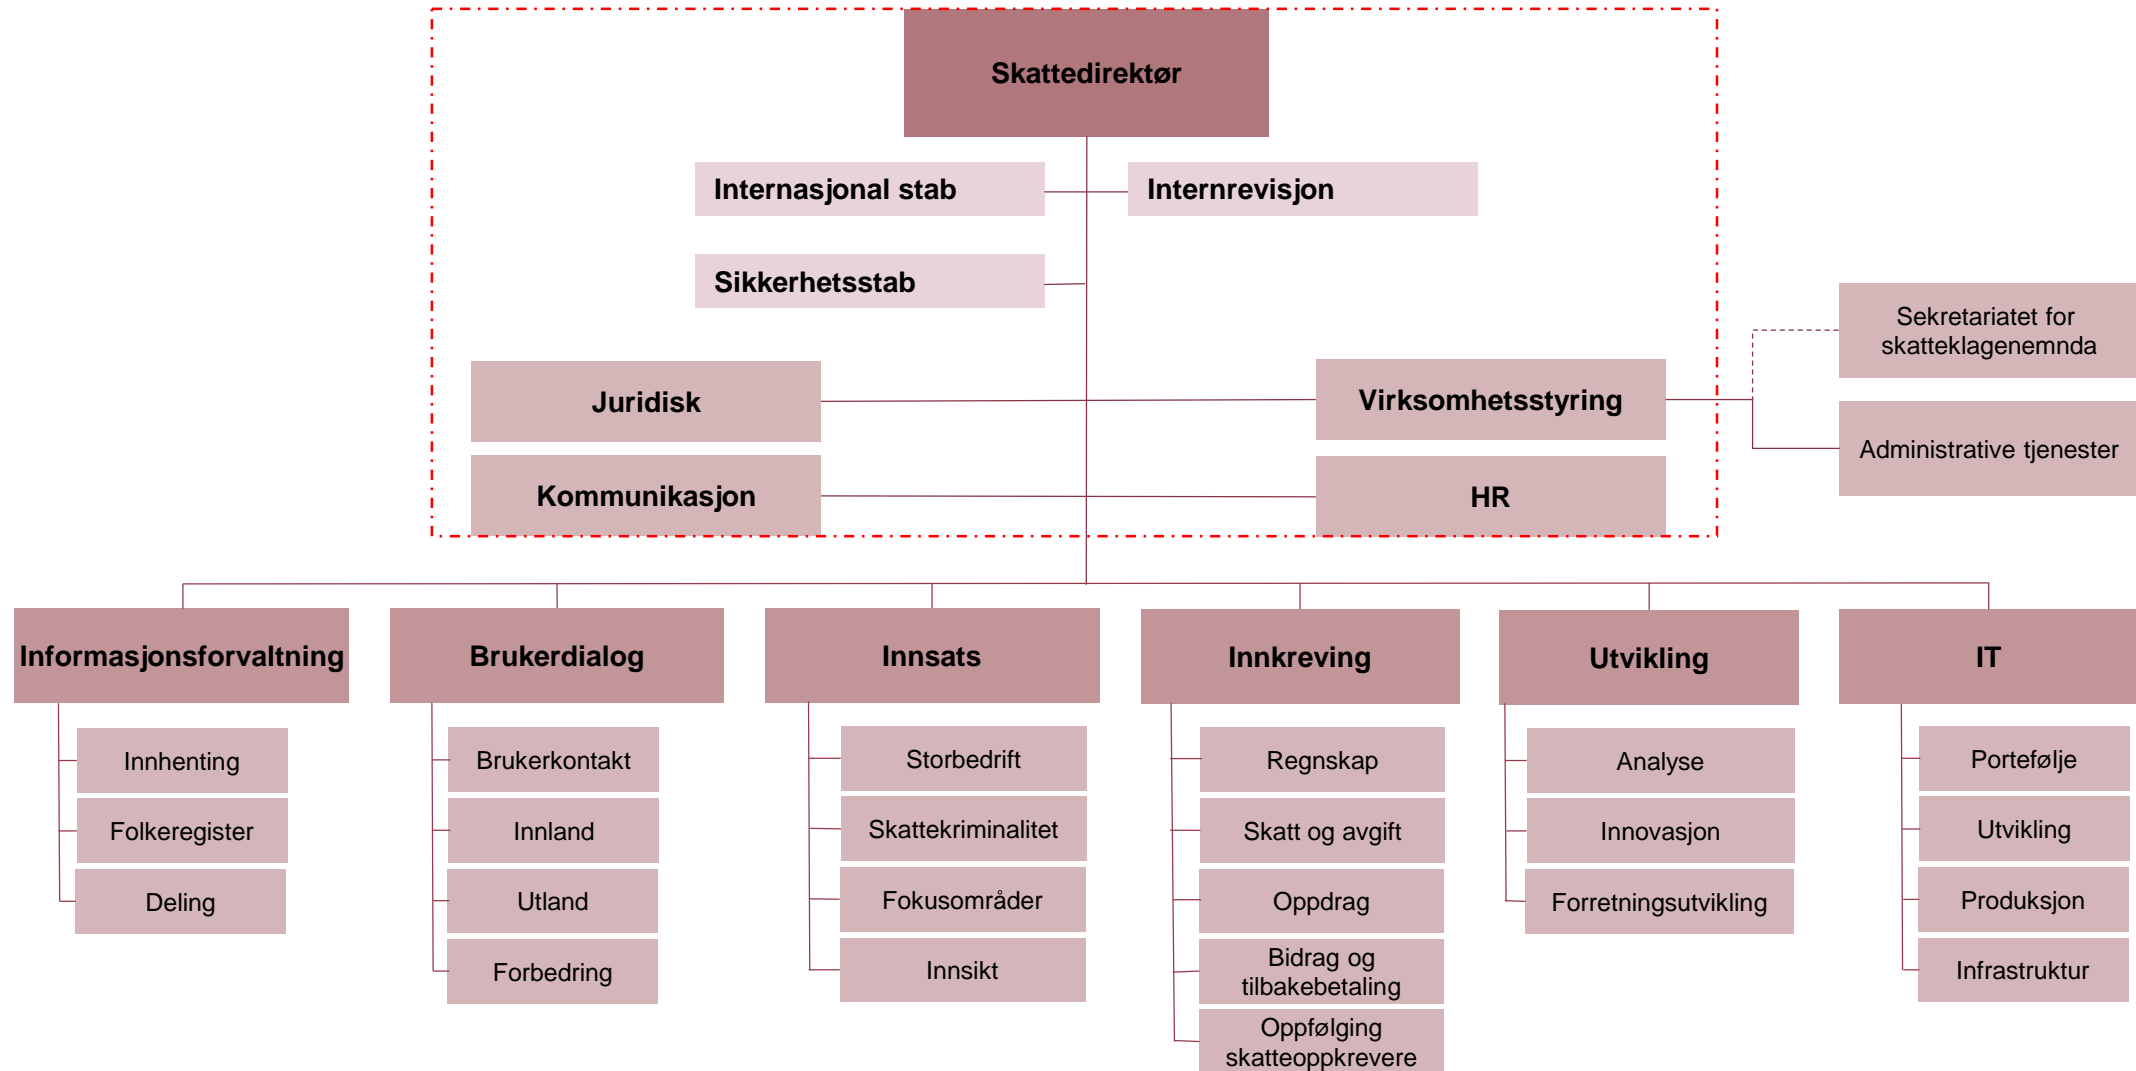 Skattedirektør
Internasjonal stab
Internrevisjon
Sikkerhetsstab
Juridisk
Virksomhetsstyring
Kommunikasjon
HR
Sekretariatet for
skatteklagenemnda
Administrative tjenester
Informasjonsforvaltning
Innhenting
Folkeregister
Deling
Brukerdialog
Brukerkontakt
Innland
Utland
Forbedring
Innsats
Storbedrift
Skattekriminalitet
Fokusområder
Innsikt
Innkreving
Regnskap
Skatt og avgift
Oppdrag
Bidrag og
tilbakebetaling
Oppfølging
skatteoppkrevere
Utvikling
Analyse
Innovasjon
Forretningsutvikling
IT
Portefølje
Utvikling
Produksjon
Infrastruktur